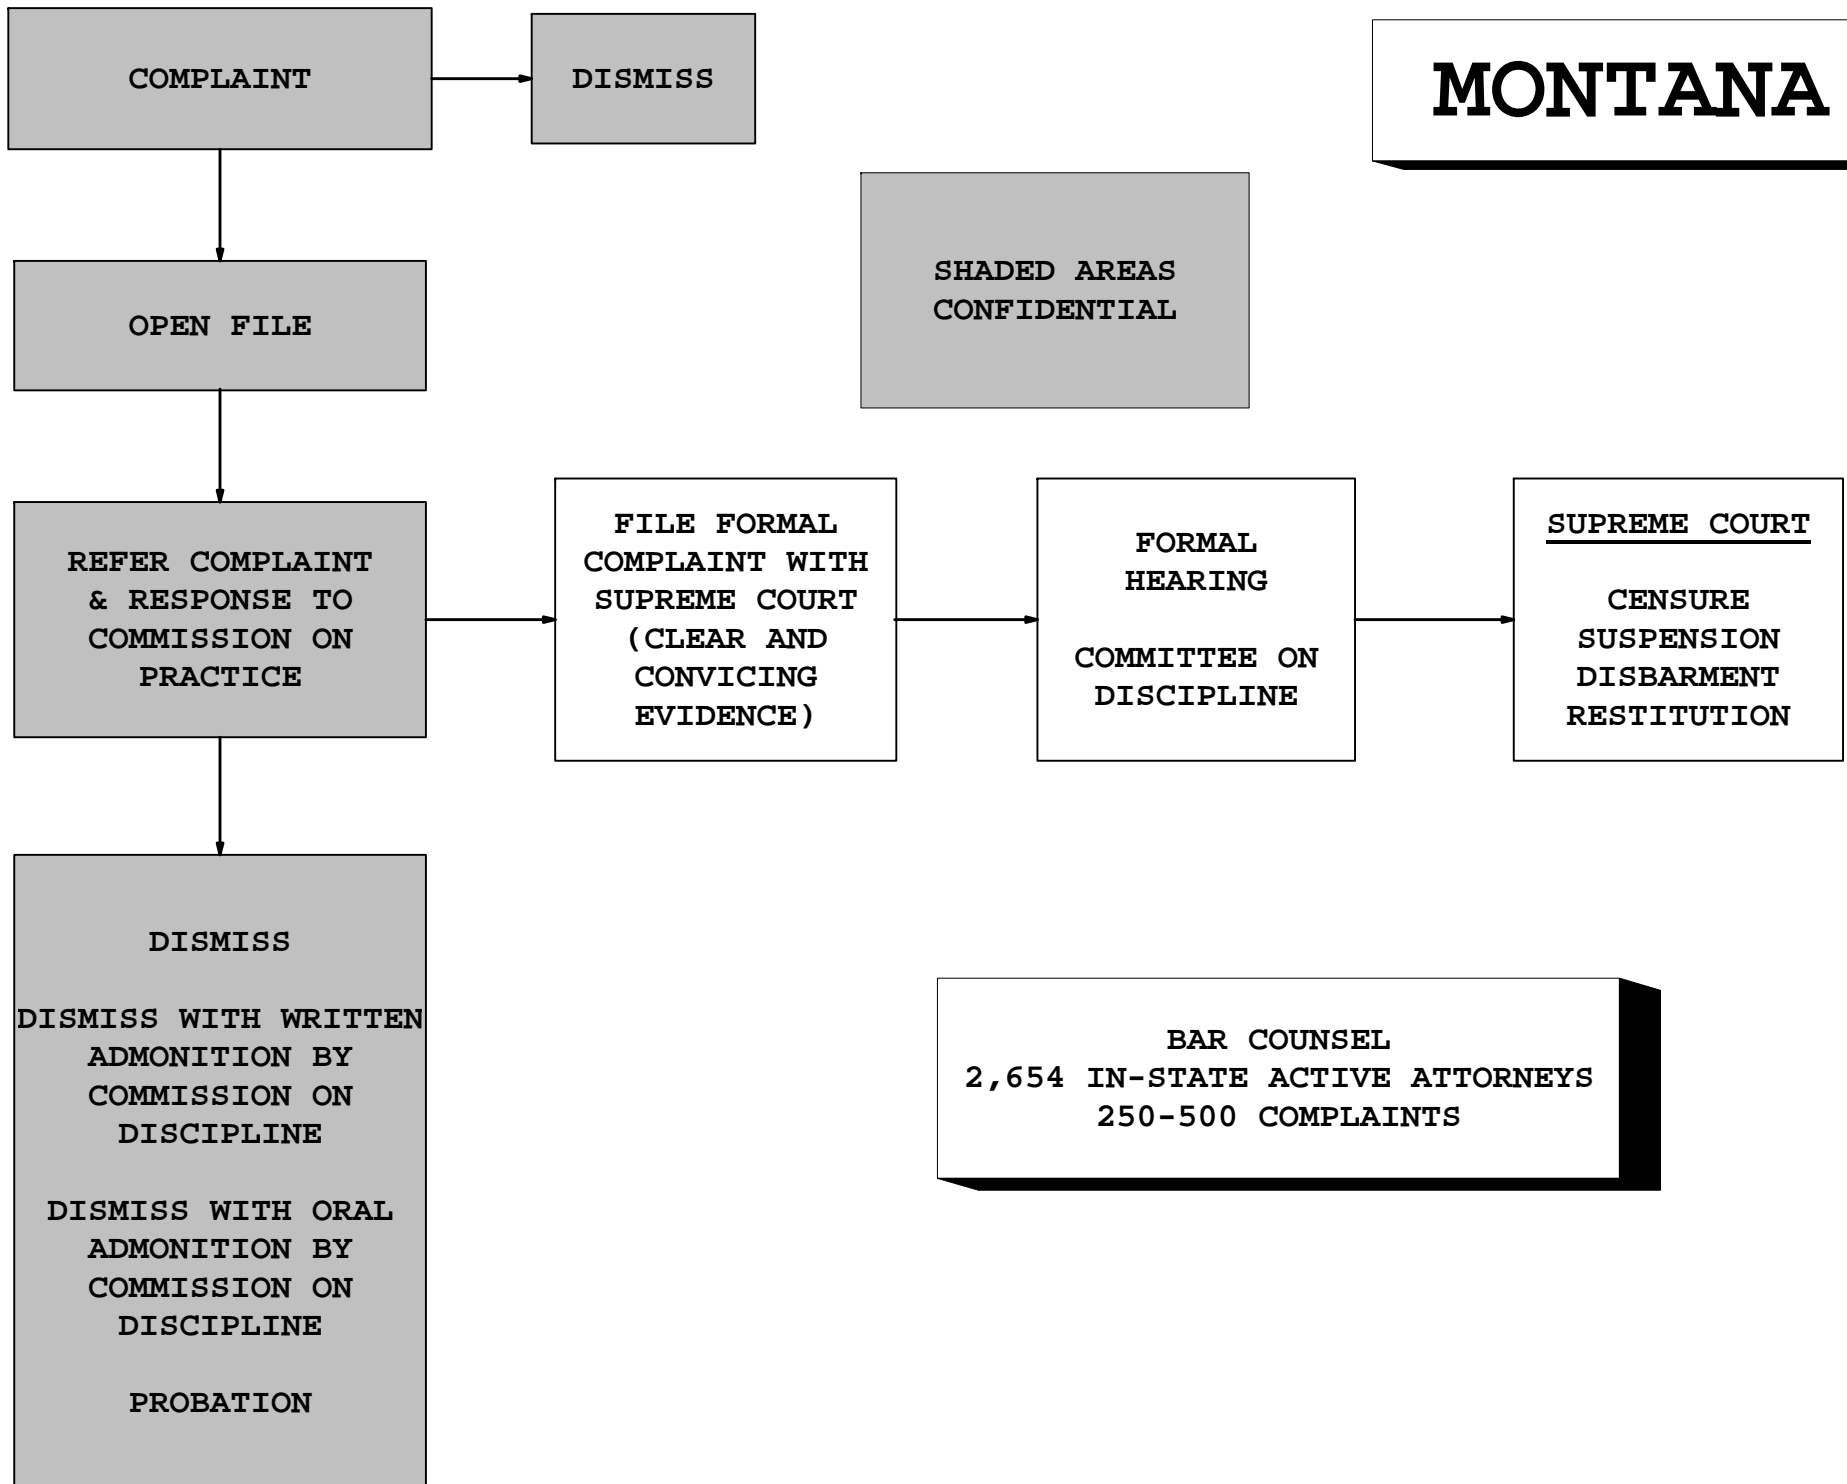 COMPLAINT
DISMISS
MONTANA
SHADED AREAS
CONFIDENTIAL
OPEN FILE
REFER COMPLAINT
& RESPONSE TO
COMMISSION ON
PRACTICE
FILE FORMAL
COMPLAINT WITH
SUPREME COURT
(CLEAR AND
CONVICING
EVIDENCE)
FORMAL
HEARING
COMMITTEE ON
DISCIPLINE
SUPREME COURT
CENSURE
SUSPENSION
DISBARMENT
RESTITUTION
DISMISS
DISMISS WITH WRITTEN
ADMONITION BY
COMMISSION ON
DISCIPLINE
DISMISS WITH ORAL
ADMONITION BY
COMMISSION ON
DISCIPLINE
PROBATION
BAR COUNSEL
2,654 IN-STATE ACTIVE ATTORNEYS
250-500 COMPLAINTS